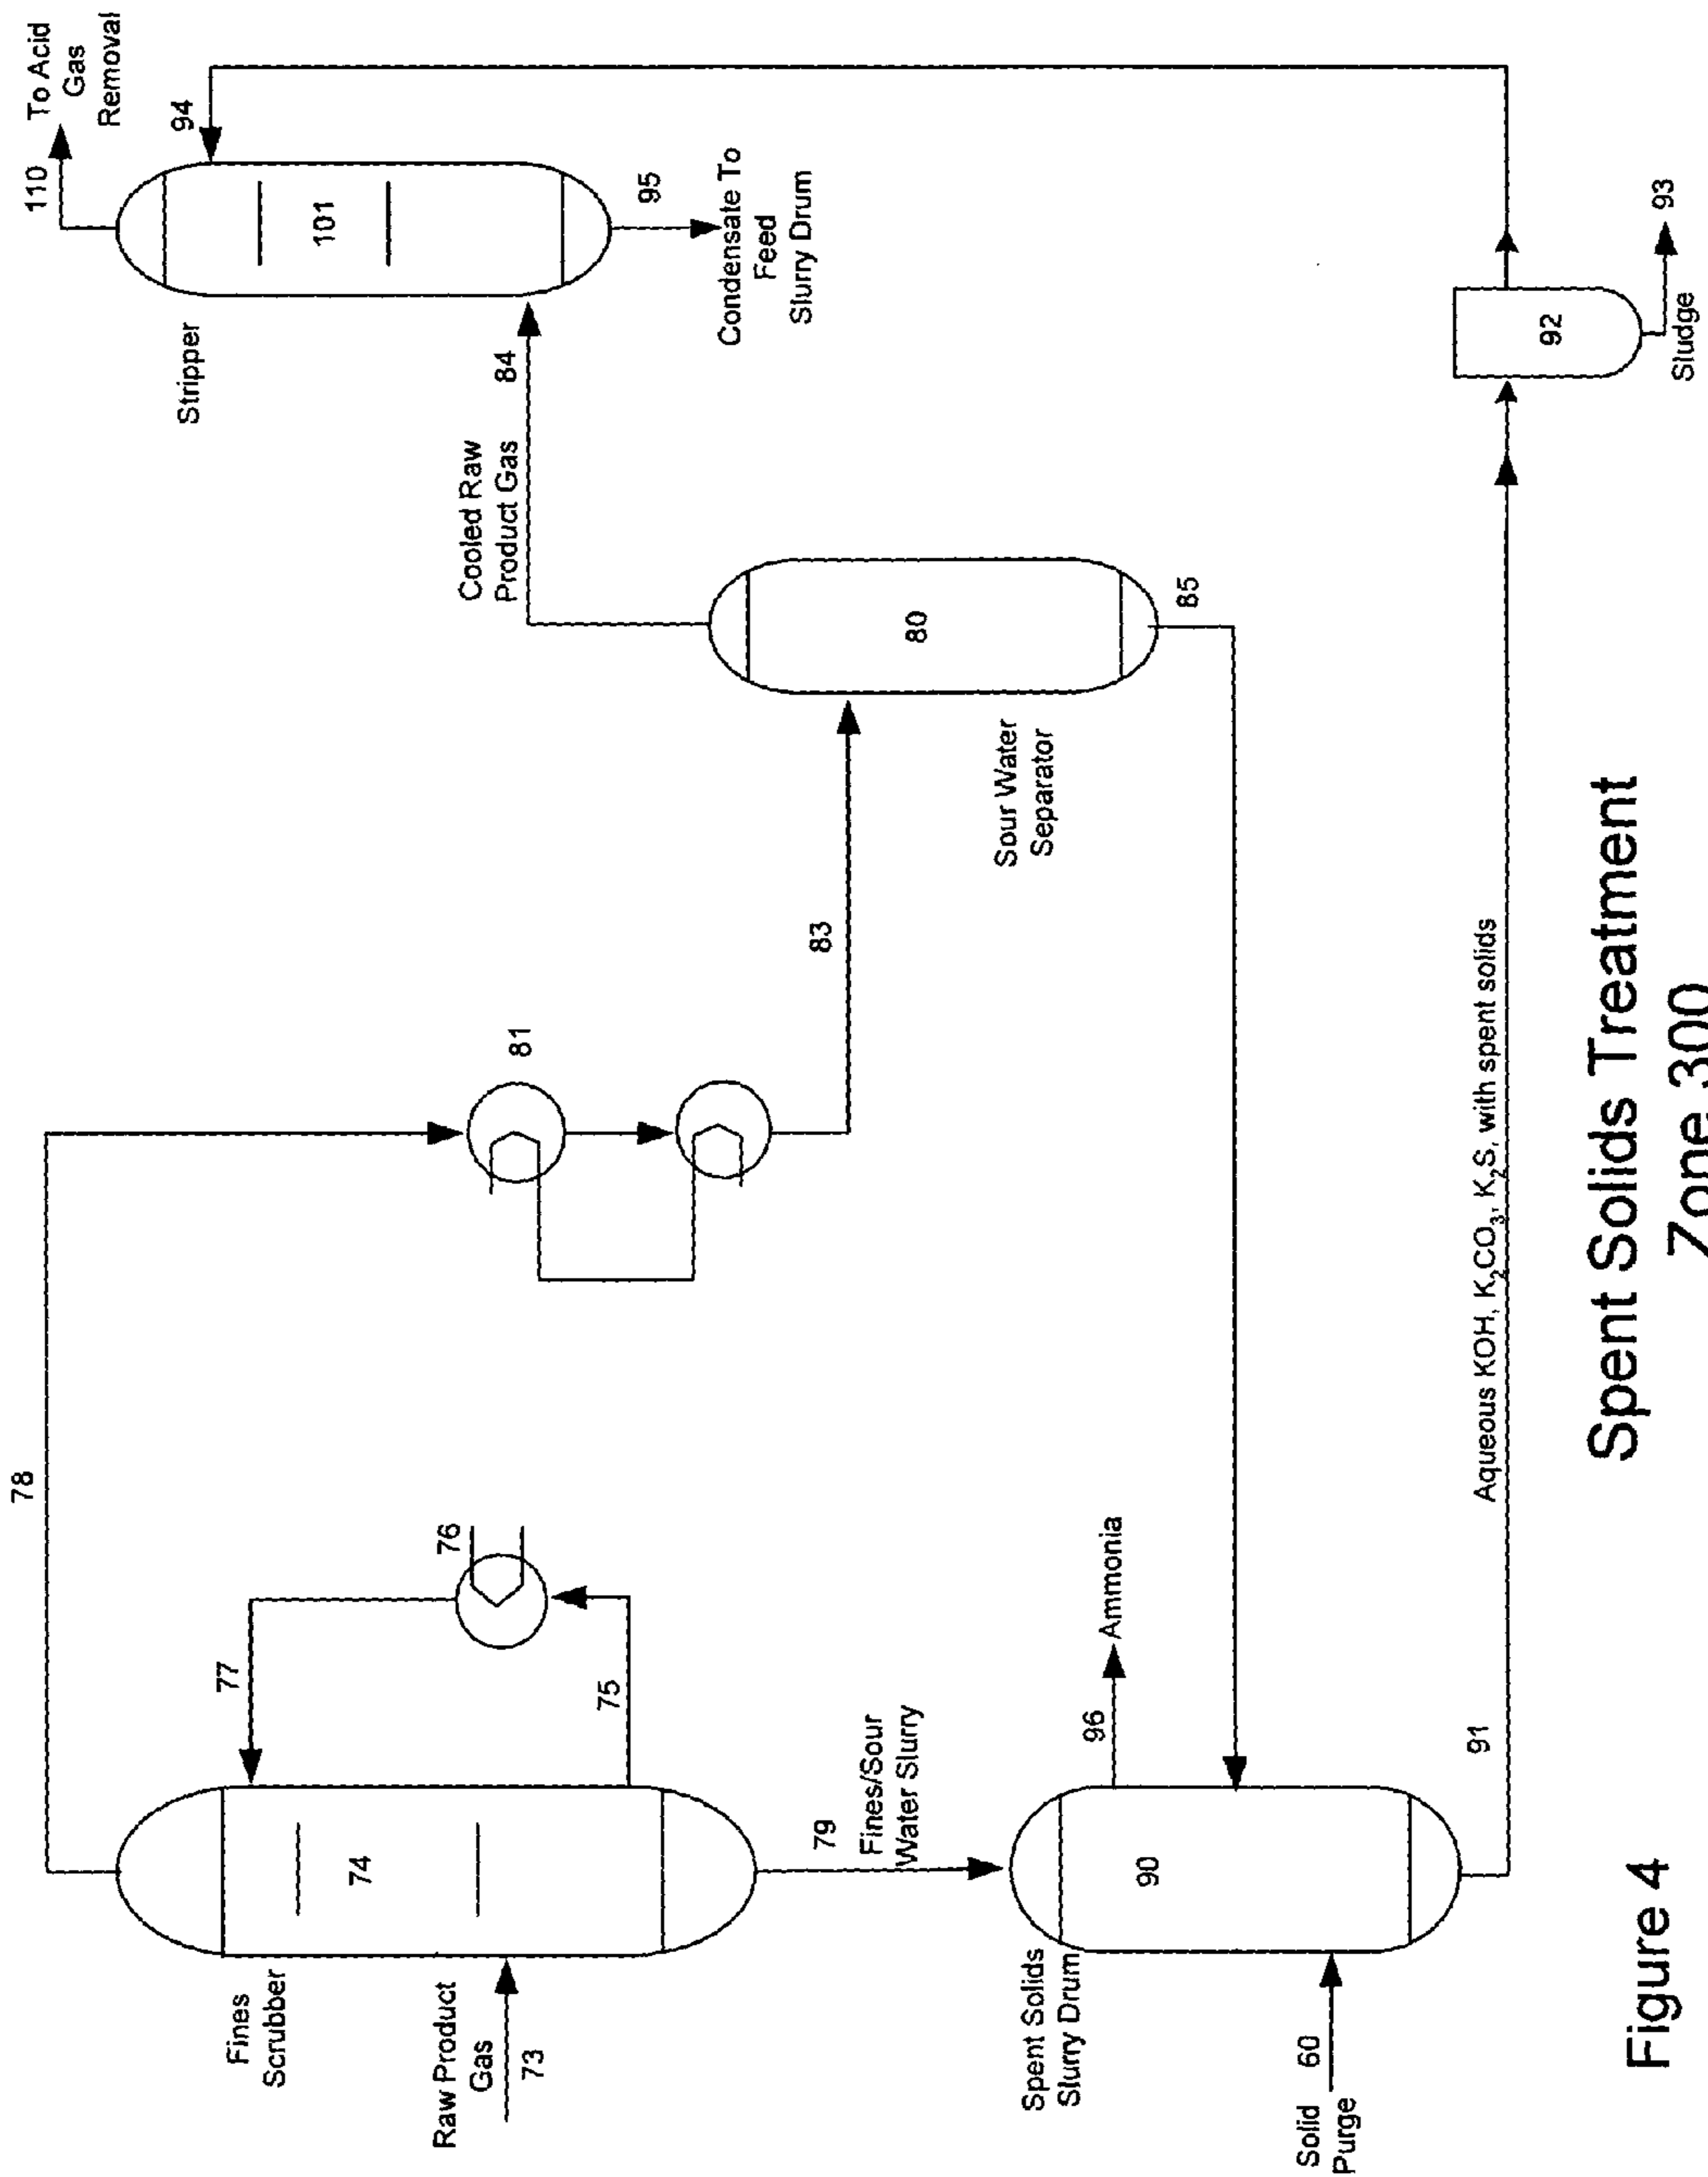 78
110
To Acid
Gas
Removal
94
Fines
Scrubber
77
76
74
75
Raw Product
Gas
73
81
83
Cooled Raw
Product Gas
84
Stripper
101
95
Condensate To
Feed
Slurry Drum
79
Fines/Sour
Water Slurry
80
85
Sour Water
Separator
Spent Solids
Slurry Drum
90
96
Ammonia
Solid
Purge
60
91
Aqueous KOH, K₂CO₃, K₂S, with spent solids
92
93
Sludge
Figure 4
Spent Solids Treatment
Zone 300